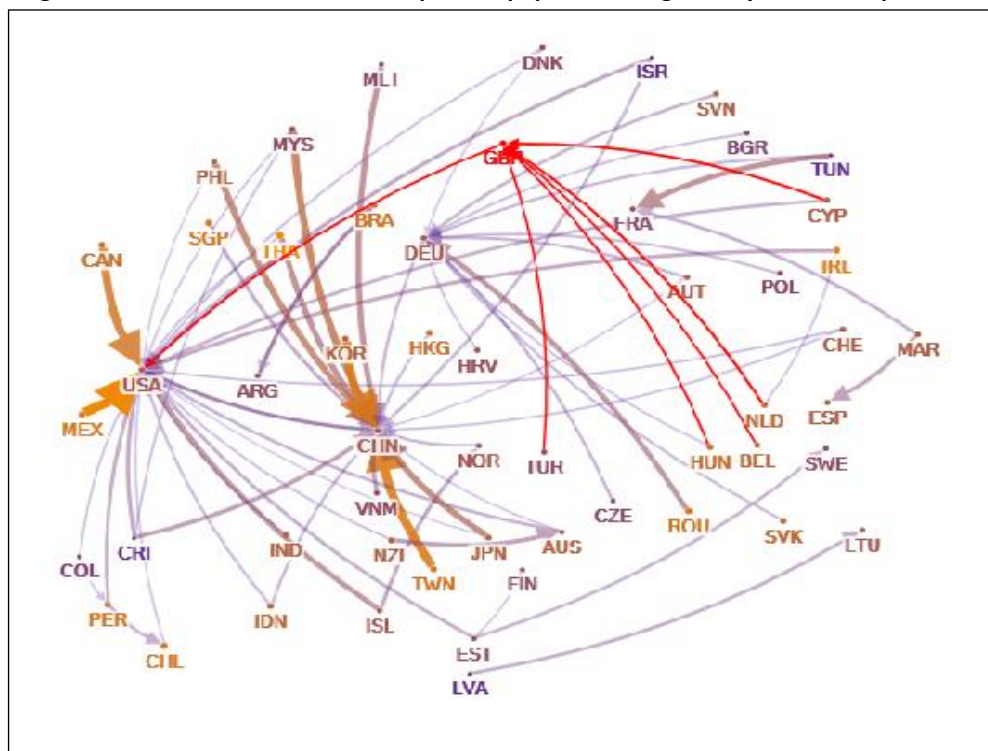 DNK
MLT
ISR
SVN
MYS
BGR
GBR
TUN
PHL
CYP
BRA
FRA
SGP
THA
DEU
CAN
IRL
POL
AUT
KOR
HKG
CHE
MAR
HRV
USA
ARG
ESP
NLD
MEX
CHN
NOR
TUR
HUN
BEL
SWE
VNM
CZE
ROU
SVK
LTU
CRI
IND
NZL
JPN
AUS
COL
TWN
FIN
PER
IDN
ISL
EST
CHL
LVA